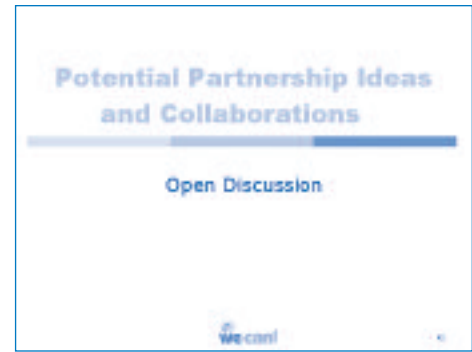 Potential Partnership Ideas
and Collaborations
Open Discussion
we can!